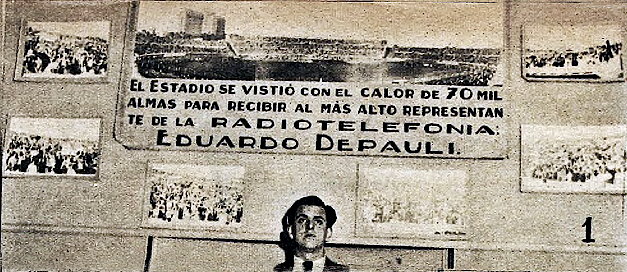 EL ESTADIO SE VISTIÓ CON EL CALOR DE 70 MIL
ALMAS PARA RECIBIR AL MÁS ALTO REPRESENTAN
TE DE LA RADIOTELEFONIA:
EDUARDO DEPAULI.
1